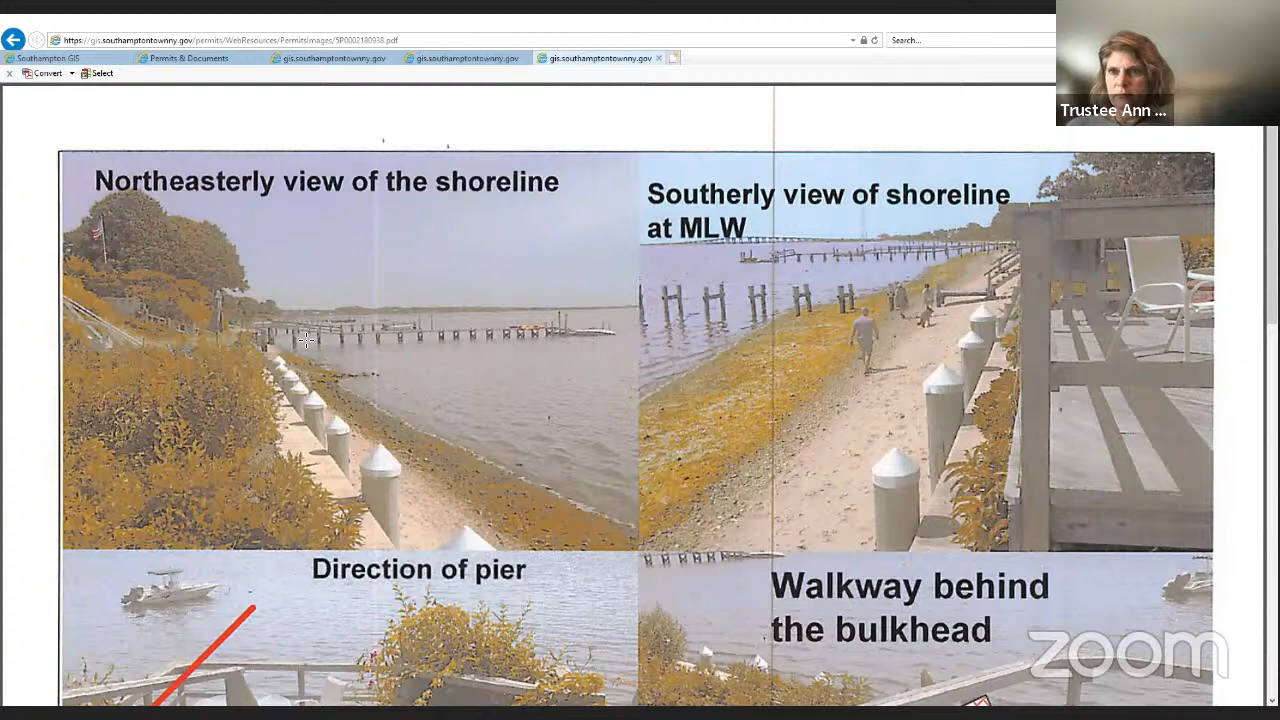 https://gis.southamptontownny.gov/permits/WebResources/PermitsImages/SP0002180938.pdf
Search...
Southampton GIS
Permits & Documents
gis.southamptontownny.gov
gis.southamptontownny.gov
gis.southamptontownny.gov
Convert
Select
Trustee Ann ...
Northeasterly view of the shoreline
Southerly view of shoreline
at MLW
Direction of pier
Walkway behind
the bulkhead
zoom